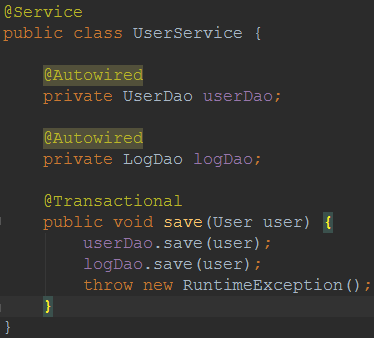 @Service
public class UserService {
@Autowired
private UserDao userDao;
@Autowired
private LogDao logDao;
@Transactional
public void save(User user) {
userDao.save(user);
logDao.save(user);
throw new RuntimeException();
}
}